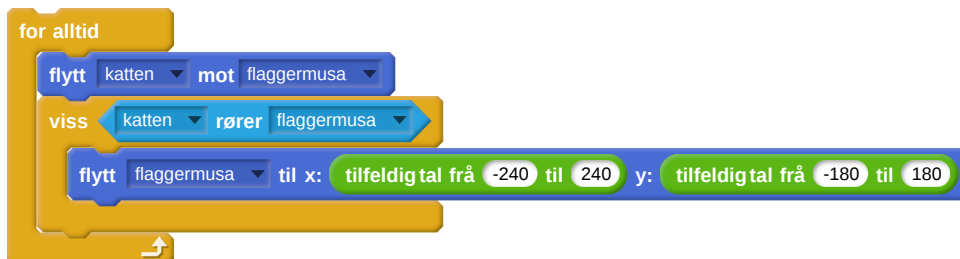 for alltid
flytt katten mot flaggermusa
viss katten rører flaggermusa
flytt flaggermusa til x: tilfeldig tal frå -240 til 240 y: tilfeldig tal frå -180 til 180